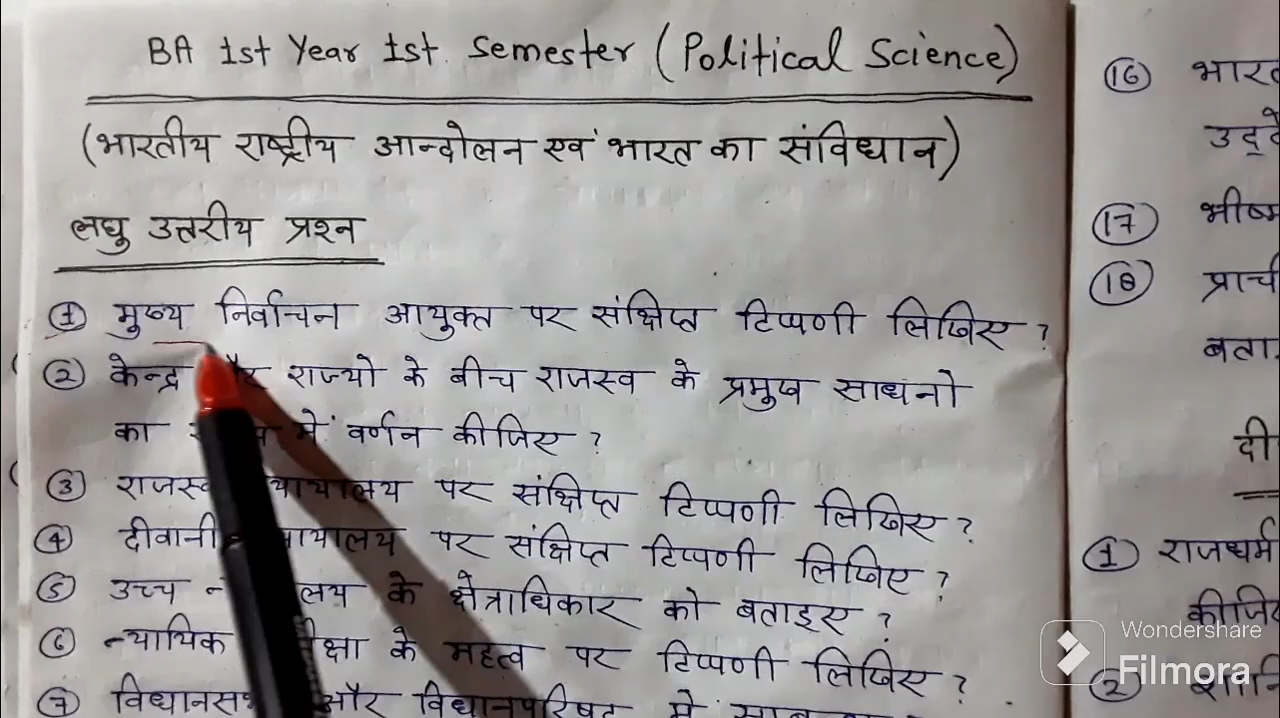 BA 1st Year 1st Semester (Political Science)
(भारतीय राष्ट्रीय आन्दोलन एवं भारत का संविधान)
लघु उत्तरीय प्रश्न
① मुख्य निर्वाचन आयुक्त पर संक्षिप्त टिप्पणी लिखिए ?
② केन्द्र और राज्यो के बीच राजस्व के प्रमुख साधनो
का में वर्णन कीजिए ?
③ राजस्व न्यायालय पर संक्षिप्त टिप्पणी लिखिए ?
④ दीवानी न्यायालय पर संक्षिप्त टिप्पणी लिखिए ?
⑤ उच्च के क्षेत्राधिकार को बताइए ?
⑥ न्यायिक के महत्व पर टिप्पणी लिखिए ?
⑦ और विधानपरिषद में
⑯ भारत
⑰ भीष्म
⑱
बता
दी
① राजधर्म
कीजिए
②
Wondershare
Filmora